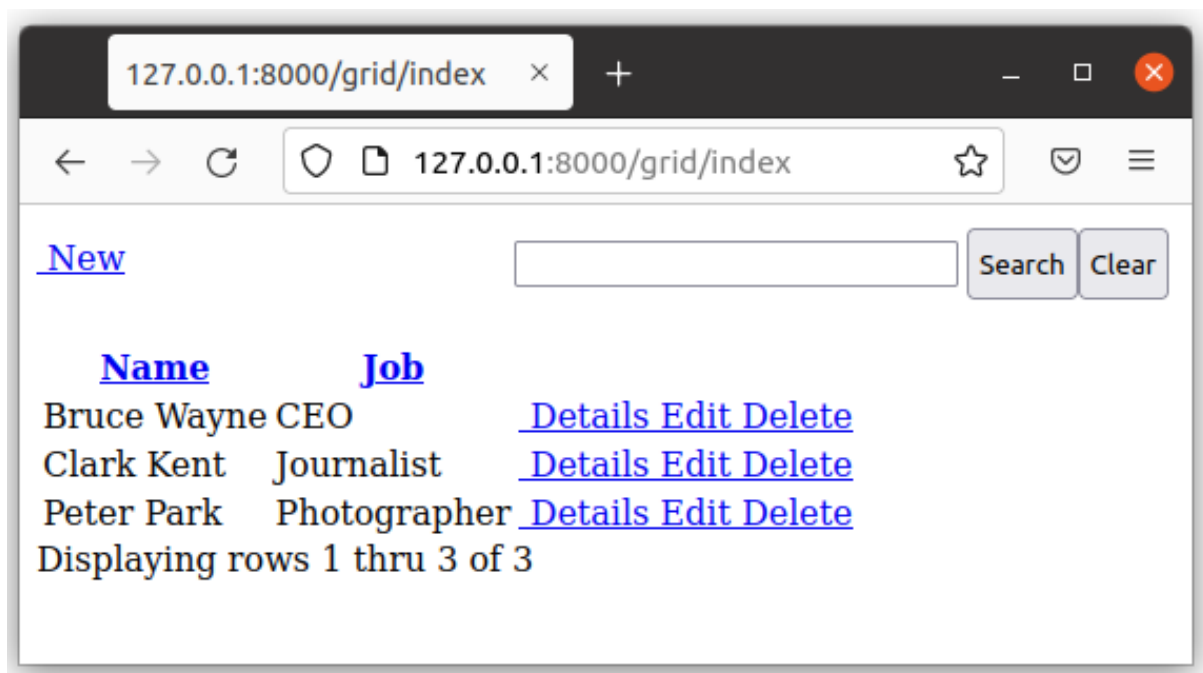 127.0.0.1:8000/grid/index
127.0.0.1:8000/grid/index
New Search Clear
Name Job
Bruce Wayne CEO Details Edit Delete
Clark Kent Journalist Details Edit Delete
Peter Park Photographer Details Edit Delete
Displaying rows 1 thru 3 of 3